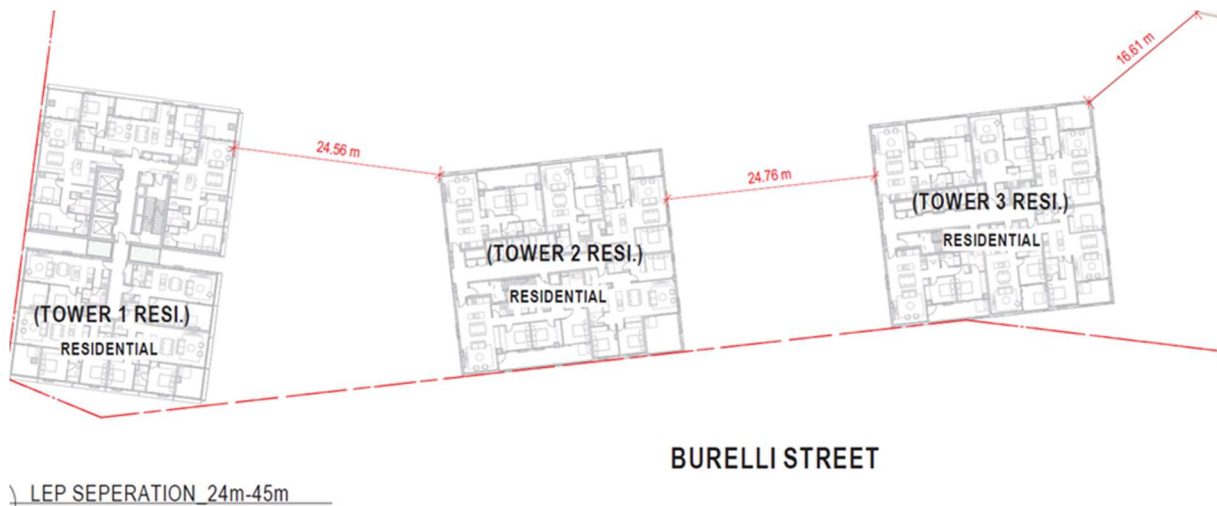 16.61 m
24.56 m
24.76 m
(TOWER 3 RESI.)
RESIDENTIAL
(TOWER 2 RESI.)
RESIDENTIAL
(TOWER 1 RESI.)
RESIDENTIAL
BURELLI STREET
) LEP SEPERATION_24m-45m